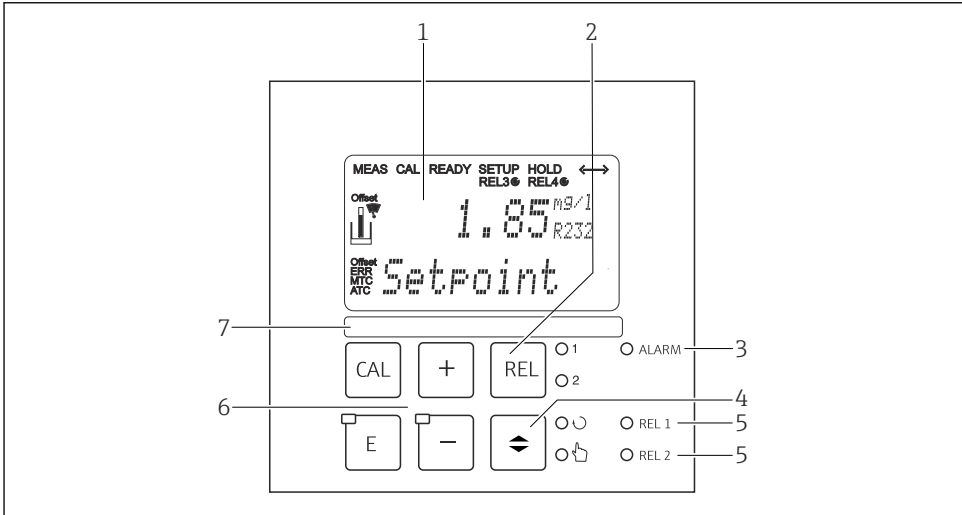 1 2
MEAS CAL READY SETUP HOLD
REL3 REL4
Offset
1.85 mg/l
R232
Offset
ERR
MTC
ATC
Setpoint
7
CAL + REL
1
2
ALARM 3
6
4
E − 
REL 1 5
REL 2 5